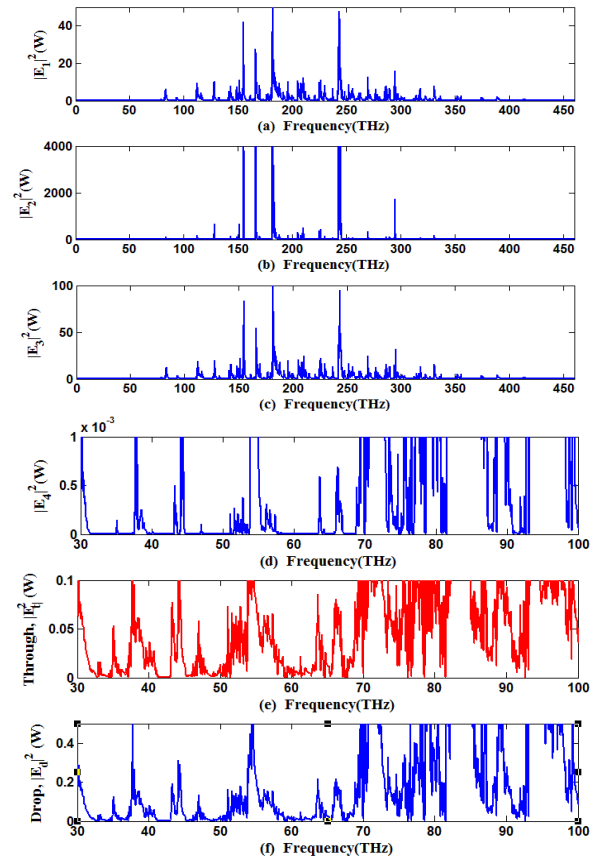 40
20
0
|E₁|²(W)
0 50 100 150 200 250 300 350 400 450
(a) Frequency(THz)
4000
2000
0
|E₂|²(W)
0 50 100 150 200 250 300 350 400 450
(b) Frequency(THz)
100
50
0
|E₃|²(W)
0 50 100 150 200 250 300 350 400 450
(c) Frequency(THz)
1 x 10⁻³
0.5
0
|E₄|²(W)
30 40 50 60 70 80 90 100
(d) Frequency(THz)
0.1
0.05
0
Through, |Eₜ²| (W)
30 40 50 60 70 80 90 100
(e) Frequency(THz)
0.4
0.2
0
Drop, |E_d|² (W)
30 40 50 60 70 80 90 100
(f) Frequency(THz)